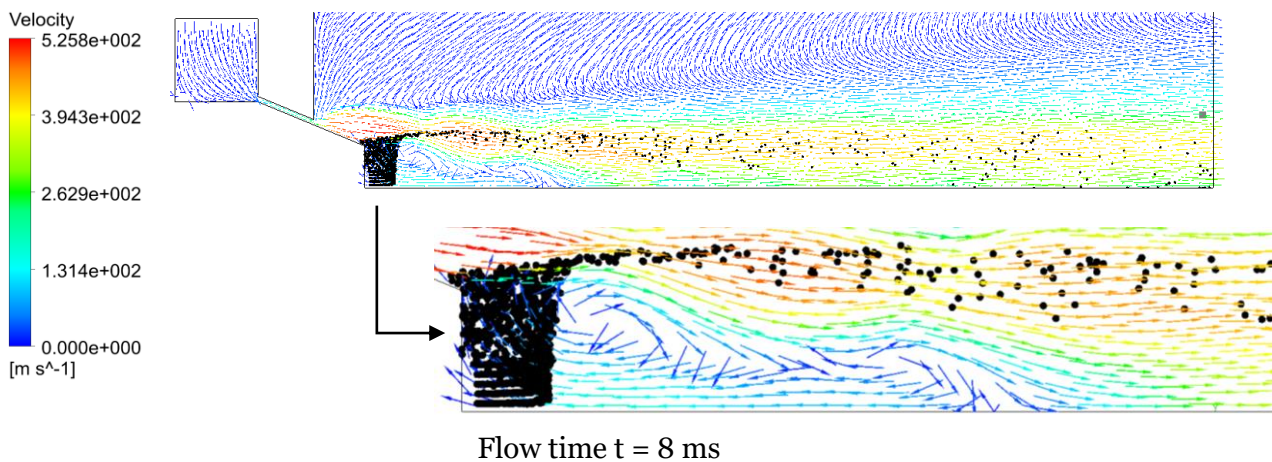 Velocity
5.258e+002
3.943e+002
2.629e+002
1.314e+002
0.000e+000
[m s^-1]
Flow time t = 8 ms